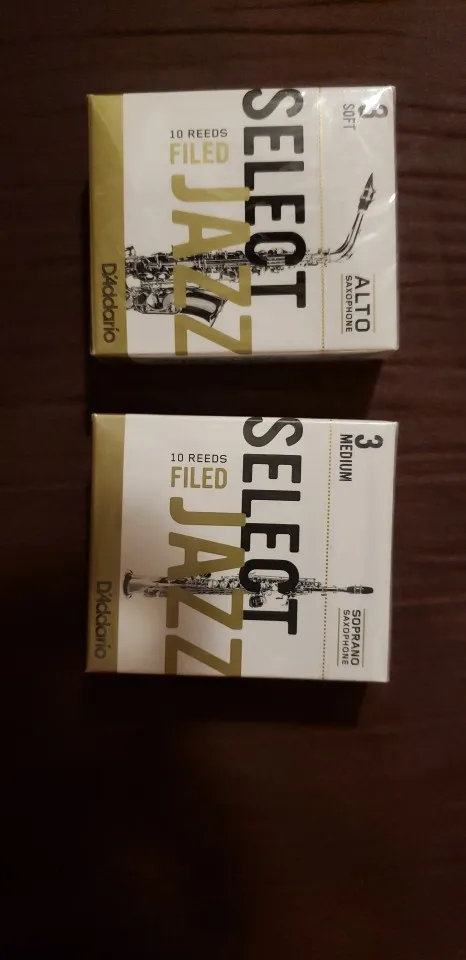 3
SOFT
ALTO
SAXOPHONE
SELECT
JAZZ
10 REEDS
FILED
D'Addario
3
MEDIUM
SOPRANO
SAXOPHONE
SELECT
JAZZ
10 REEDS
FILED
D'Addario